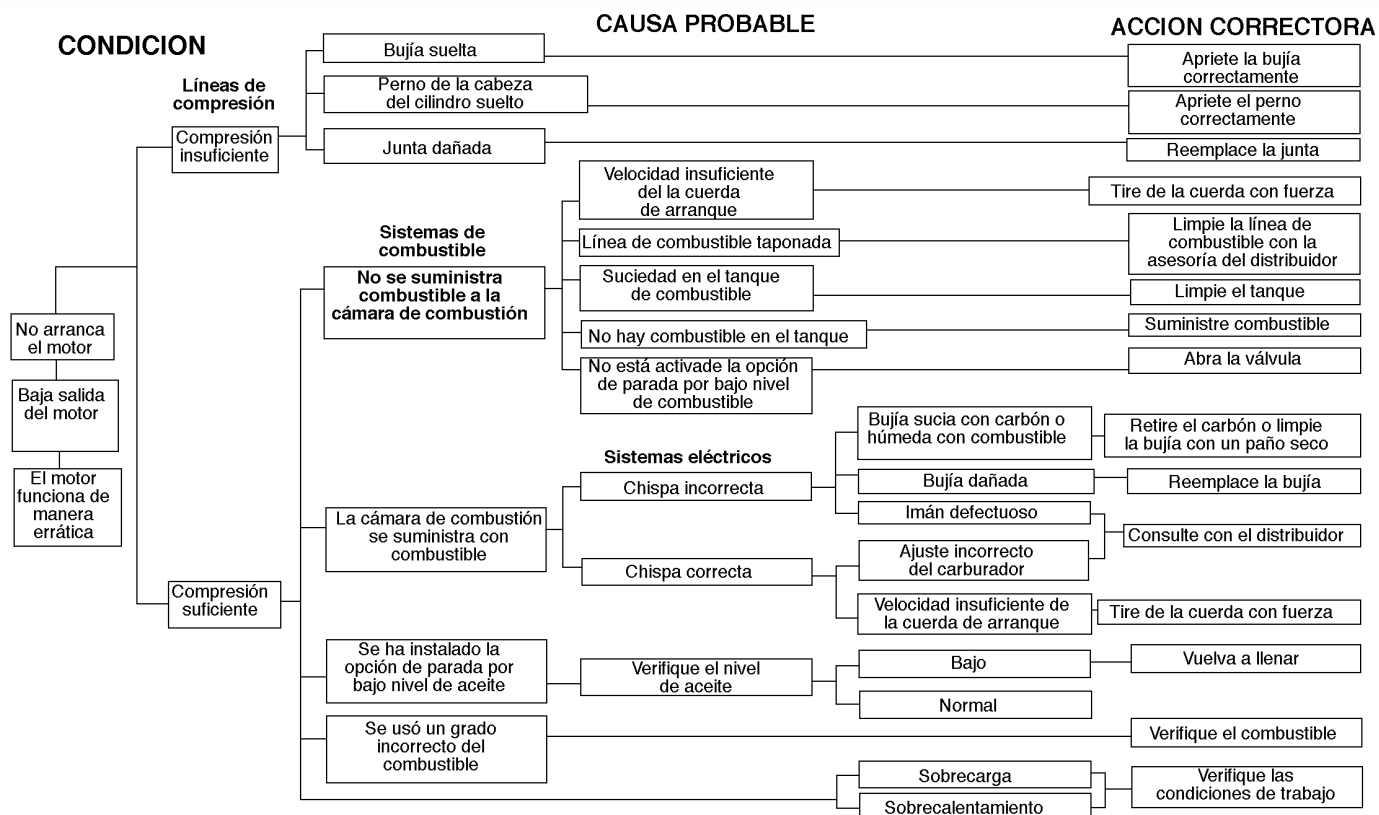 CONDICION
CAUSA PROBABLE
ACCION CORRECTORA
Líneas de
compresión
Compresión
insuficiente
Bujía suelta
Apriete la bujía
correctamente
Perno de la cabeza
del cilindro suelto
Apriete el perno
correctamente
Junta dañada
Reemplace la junta
No arranca
el motor
Baja salida
del motor
El motor
funciona de
manera
errática
Compresión
suficiente
Sistemas de
combustible
No se suministra
combustible a la
cámara de combustión
Velocidad insuficiente
del la cuerda
de arranque
Tire de la cuerda con fuerza
Línea de combustible taponada
Limpie la línea de
combustible con la
asesoría del distribuidor
Suciedad en el tanque
de combustible
Limpie el tanque
No hay combustible en el tanque
Suministre combustible
No está activade la opción
de parada por bajo nivel
de combustible
Abra la válvula
La cámara de combustión
se suministra con
combustible
Sistemas eléctricos
Chispa incorrecta
Bujía sucia con carbón o
húmeda con combustible
Retire el carbón o limpie
la bujía con un paño seco
Bujía dañada
Reemplace la bujía
Imán defectuoso
Consulte con el distribuidor
Chispa correcta
Ajuste incorrecto
del carburador
Velocidad insuficiente de
la cuerda de arranque
Tire de la cuerda con fuerza
Se ha instalado la
opción de parada por
bajo nivel de aceite
Verifique el nivel
de aceite
Bajo
Vuelva a llenar
Normal
Se usó un grado
incorrecto del
combustible
Verifique el combustible
Sobrecarga
Sobrecalentamiento
Verifique las
condiciones de trabajo